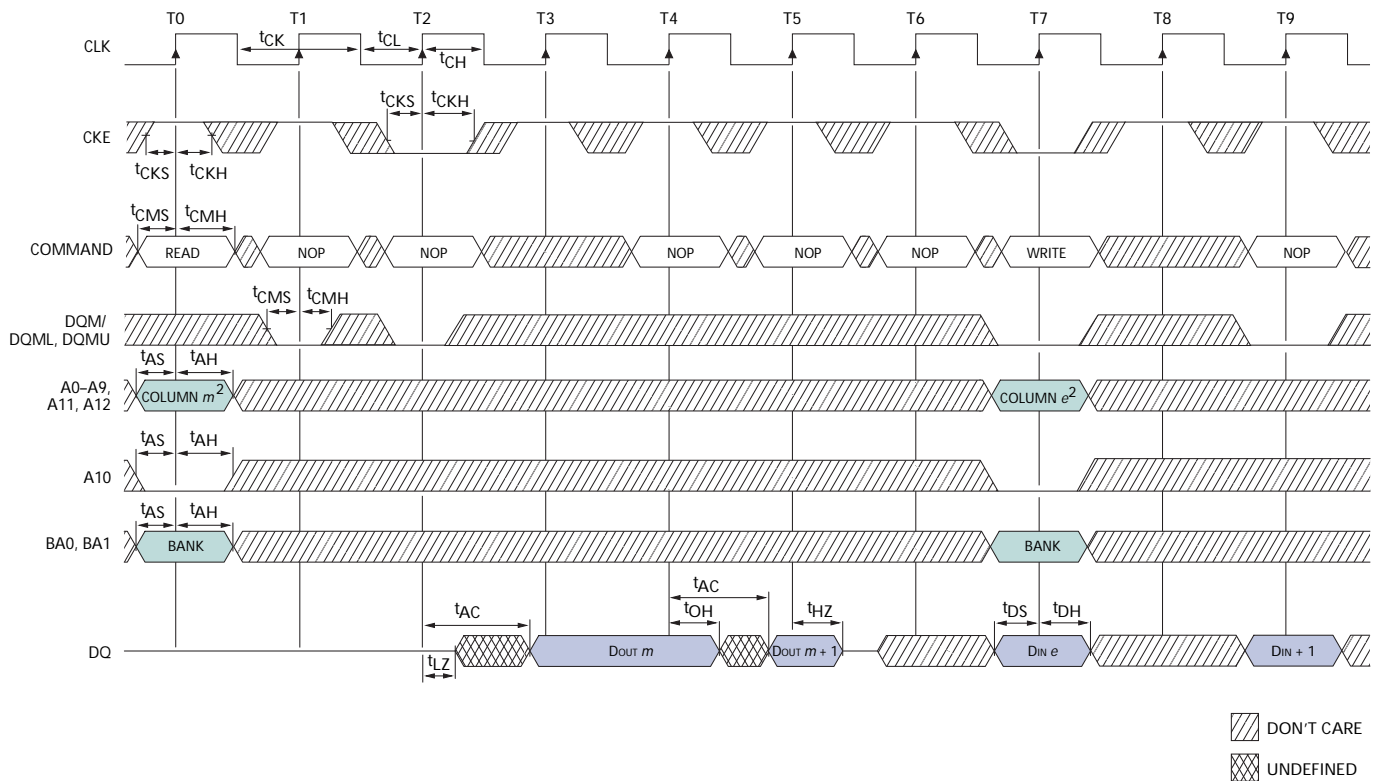 T0 T1 T2 T3 T4 T5 T6 T7 T8 T9
CLK
tCK tCL tCH
CKE
tCKS tCKH
tCKS tCKH
tCMS tCMH
COMMAND
READ NOP NOP NOP NOP NOP WRITE NOP
tCMS tCMH
DQM/
DQML, DQMU
tAS tAH
A0–A9,
A11, A12
COLUMN m2 COLUMN e2
tAS tAH
A10
tAS tAH
BA0, BA1
BANK BANK
tAC tAC tOH tHZ tDS tDH
DQ
DOUT m DOUT m + 1 DIN e DIN + 1
tLZ
DON'T CARE
UNDEFINED